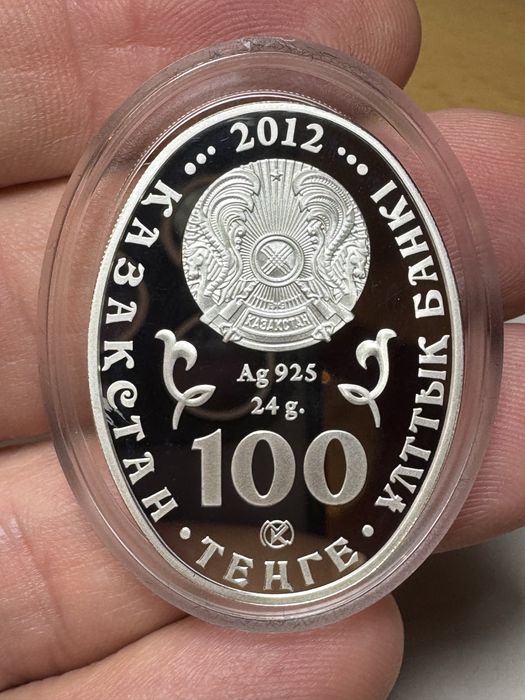 ••• 2012 •••
ҚАЗАҚСТАН • ТЕҢГЕ • ҰЛТТЫҚ БАНКІ
ҚАЗАҚСТАН
Ag 925
24 g.
100